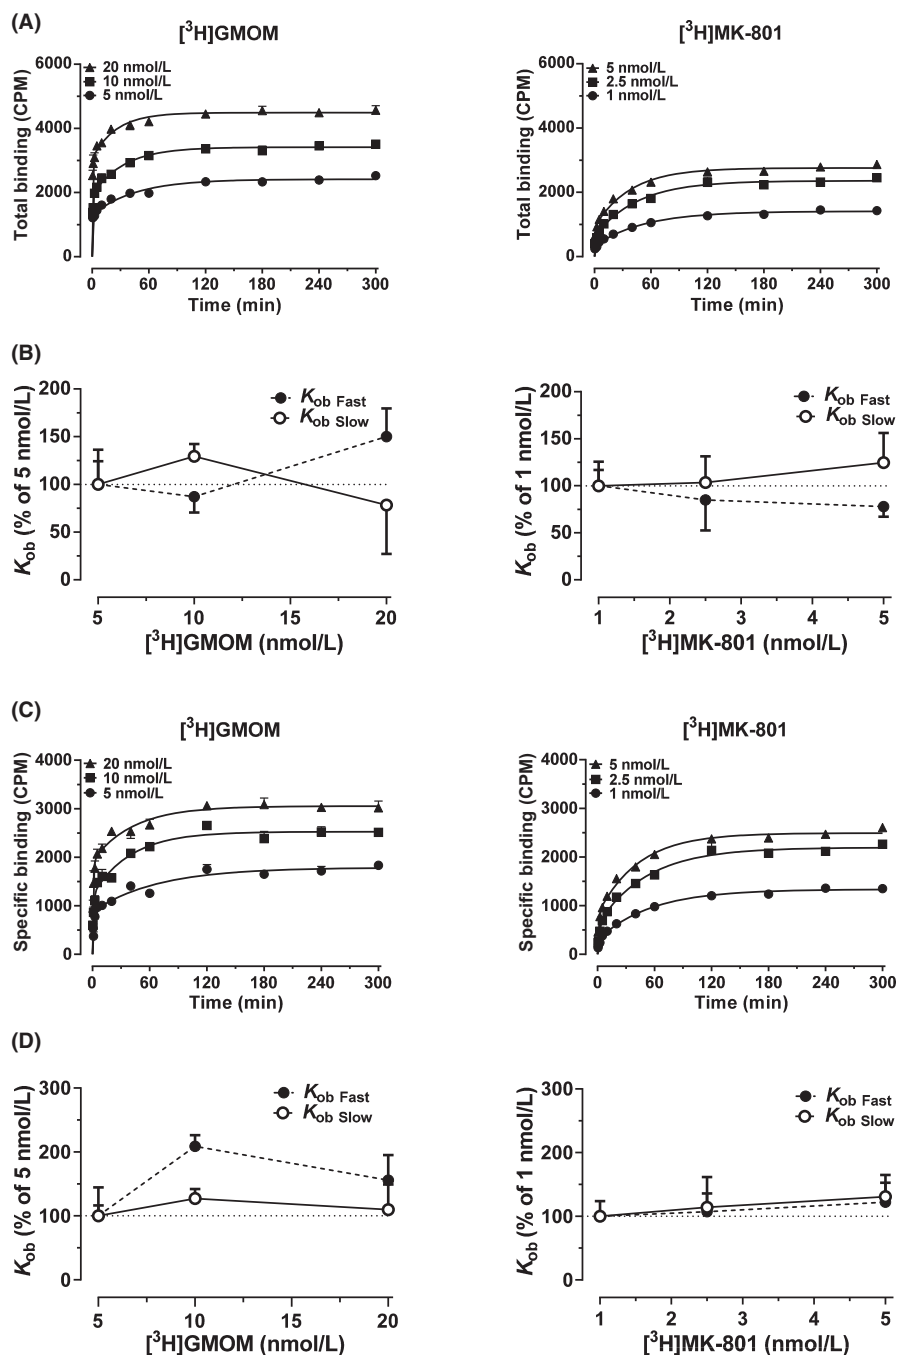 (A)
[³H]GMOM
6000
4000
2000
0
Total binding (CPM)
20 nmol/L
10 nmol/L
5 nmol/L
0 60 120 180 240 300
Time (min)
[³H]MK-801
6000
4000
2000
0
Total binding (CPM)
5 nmol/L
2.5 nmol/L
1 nmol/L
0 60 120 180 240 300
Time (min)
(B)
200
150
100
50
0
Kob (% of 5 nmol/L)
Kob Fast
Kob Slow
5 10 15 20
[³H]GMOM (nmol/L)
200
150
100
50
0
Kob (% of 1 nmol/L)
Kob Fast
Kob Slow
1 2 3 4 5
[³H]MK-801 (nmol/L)
(C)
[³H]GMOM
4000
3000
2000
1000
0
Specific binding (CPM)
20 nmol/L
10 nmol/L
5 nmol/L
0 60 120 180 240 300
Time (min)
[³H]MK-801
4000
3000
2000
1000
0
Specific binding (CPM)
5 nmol/L
2.5 nmol/L
1 nmol/L
0 60 120 180 240 300
Time (min)
(D)
300
200
100
0
Kob (% of 5 nmol/L)
Kob Fast
Kob Slow
5 10 15 20
[³H]GMOM (nmol/L)
300
200
100
0
Kob (% of 1 nmol/L)
Kob Fast
Kob Slow
1 2 3 4 5
[³H]MK-801 (nmol/L)